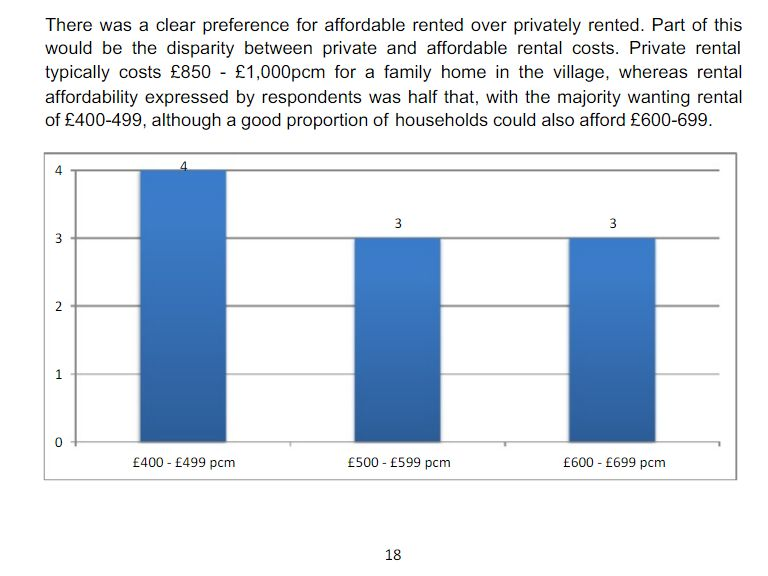 There was a clear preference for affordable rented over privately rented. Part of this
would be the disparity between private and affordable rental costs. Private rental
typically costs £850 - £1,000pcm for a family home in the village, whereas rental
affordability expressed by respondents was half that, with the majority wanting rental
of £400-499, although a good proportion of households could also afford £600-699.
4
4
3
3
3
2
1
0
£400 - £499 pcm
£500 - £599 pcm
£600 - £699 pcm
18